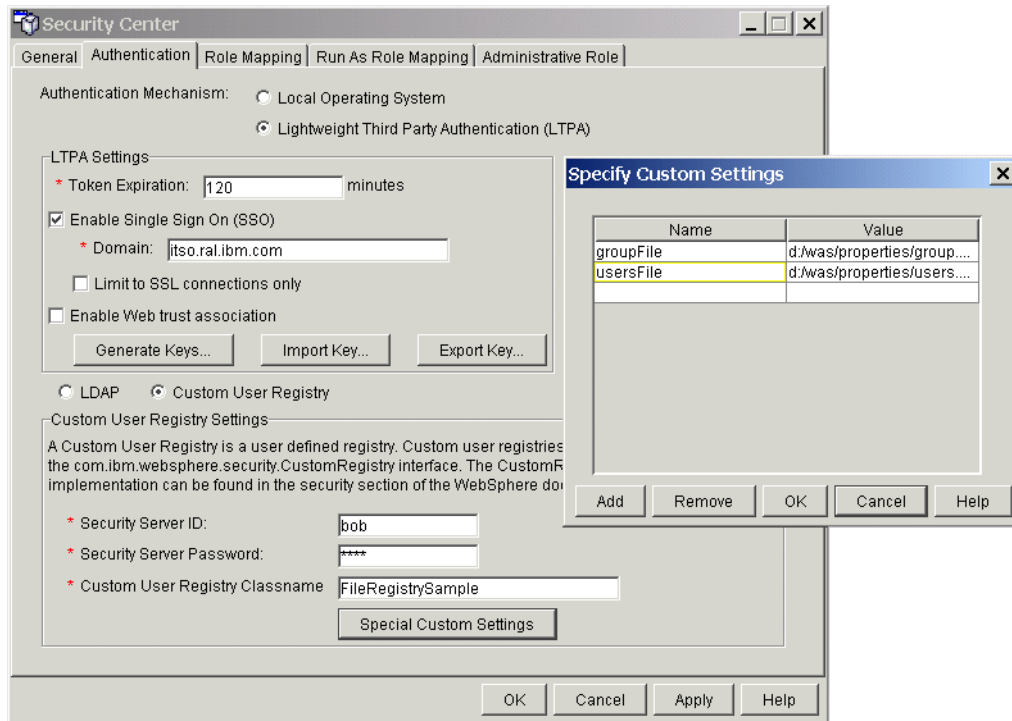 Security Center
General Authentication Role Mapping Run As Role Mapping Administrative Role
Authentication Mechanism:
Local Operating System
Lightweight Third Party Authentication (LTPA)
LTPA Settings
* Token Expiration: 120 minutes
Enable Single Sign On (SSO)
* Domain: itso.ral.ibm.com
Limit to SSL connections only
Enable Web trust association
Generate Keys... Import Key... Export Key...
LDAP Custom User Registry
Custom User Registry Settings
A Custom User Registry is a user defined registry. Custom user registries
the com.ibm.websphere.security.CustomRegistry interface. The CustomR
implementation can be found in the security section of the WebSphere do
* Security Server ID: bob
* Security Server Password: ****
* Custom User Registry Classname FileRegistrySample
Special Custom Settings
OK Cancel Apply Help
Specify Custom Settings
Name Value
groupFile d:/was/properties/group....
usersFile d:/was/properties/users....
Add Remove OK Cancel Help